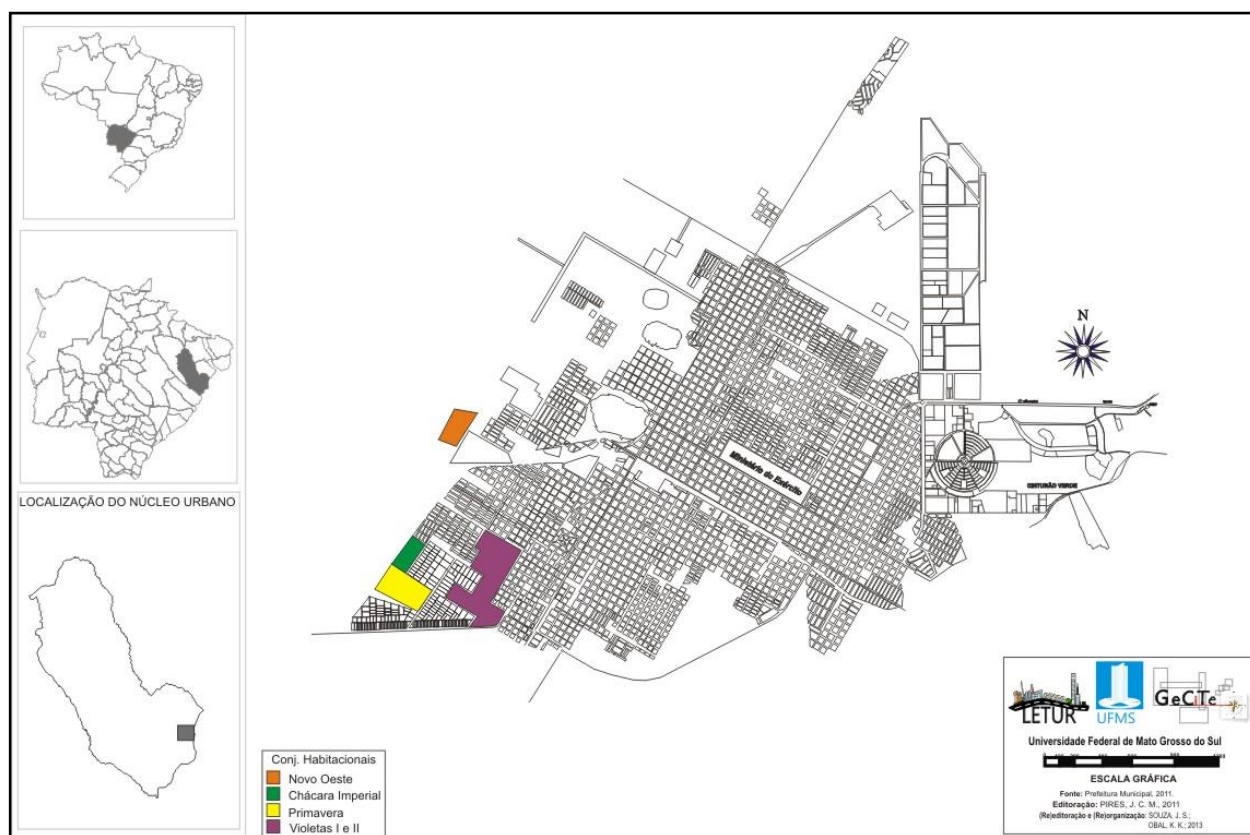 LOCALIZAÇÃO DO NÚCLEO URBANO
N
Ministério do Exército
CINTURÃO VERDE
Conj. Habitacionais
Novo Oeste
Chácara Imperial
Primavera
Violetas I e II
LETUR
UFMS
GeCITe
Universidade Federal de Mato Grosso do Sul
ESCALA GRÁFICA
Fonte: Prefeitura Municipal, 2011.
Editoração: PIRES, J. C. M., 2011
(Re)editoração e (Re)organização: SOUZA, J. S.;
OBAL, K. K.; 2013